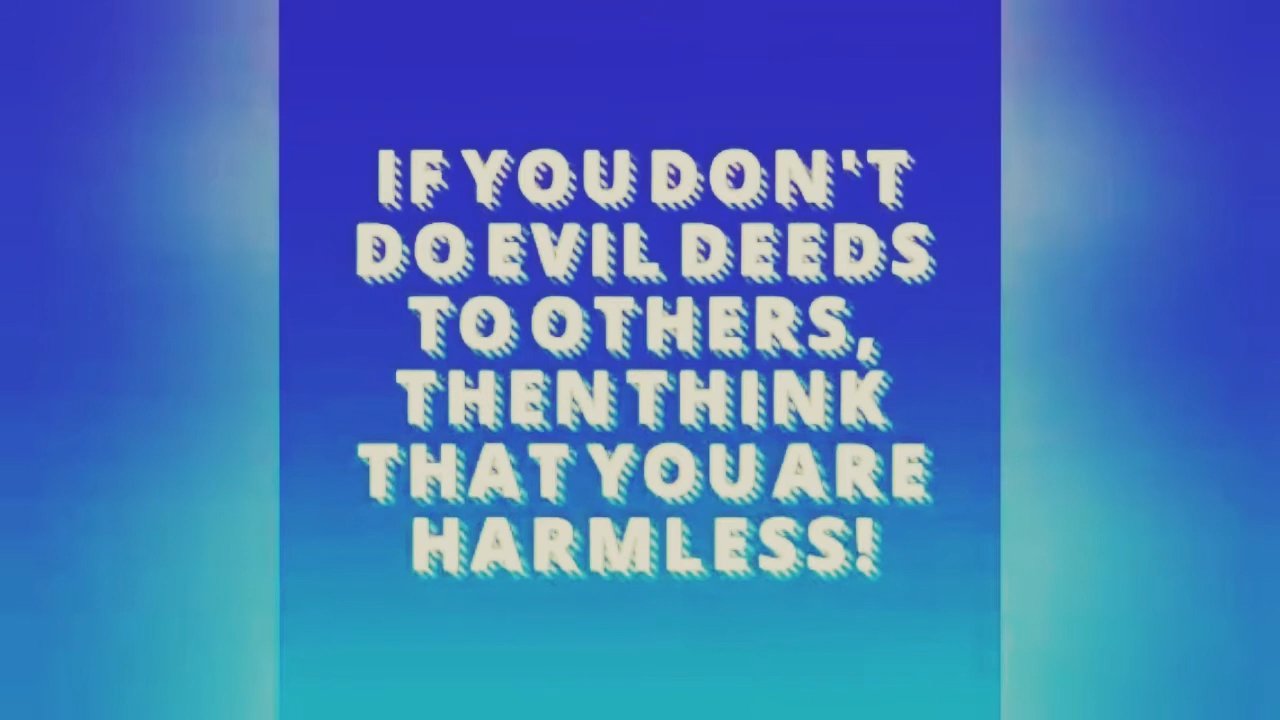 IF YOU DON'T
DO EVIL DEEDS
TO OTHERS,
THEN THINK
THAT YOU ARE
HARMLESS!